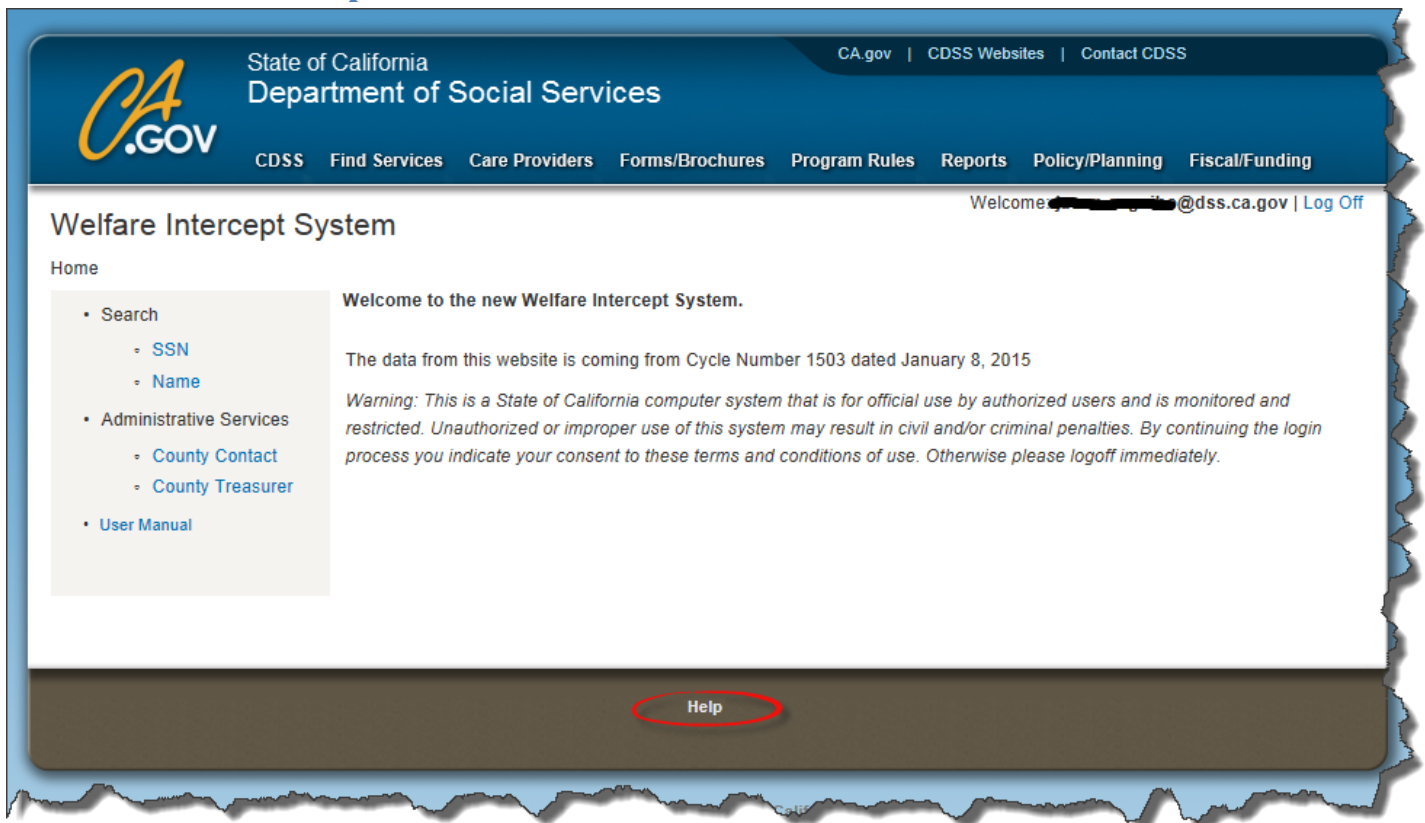 CA.gov | CDSS Websites | Contact CDSS
CA
.GOV
State of California
Department of Social Services
CDSS Find Services Care Providers Forms/Brochures Program Rules Reports Policy/Planning Fiscal/Funding
Welcome: @dss.ca.gov | Log Off
Welfare Intercept System
Home
• Search
◦ SSN
◦ Name
• Administrative Services
◦ County Contact
◦ County Treasurer
• User Manual
Welcome to the new Welfare Intercept System.
The data from this website is coming from Cycle Number 1503 dated January 8, 2015
Warning: This is a State of California computer system that is for official use by authorized users and is monitored and
restricted. Unauthorized or improper use of this system may result in civil and/or criminal penalties. By continuing the login
process you indicate your consent to these terms and conditions of use. Otherwise please logoff immediately.
Help